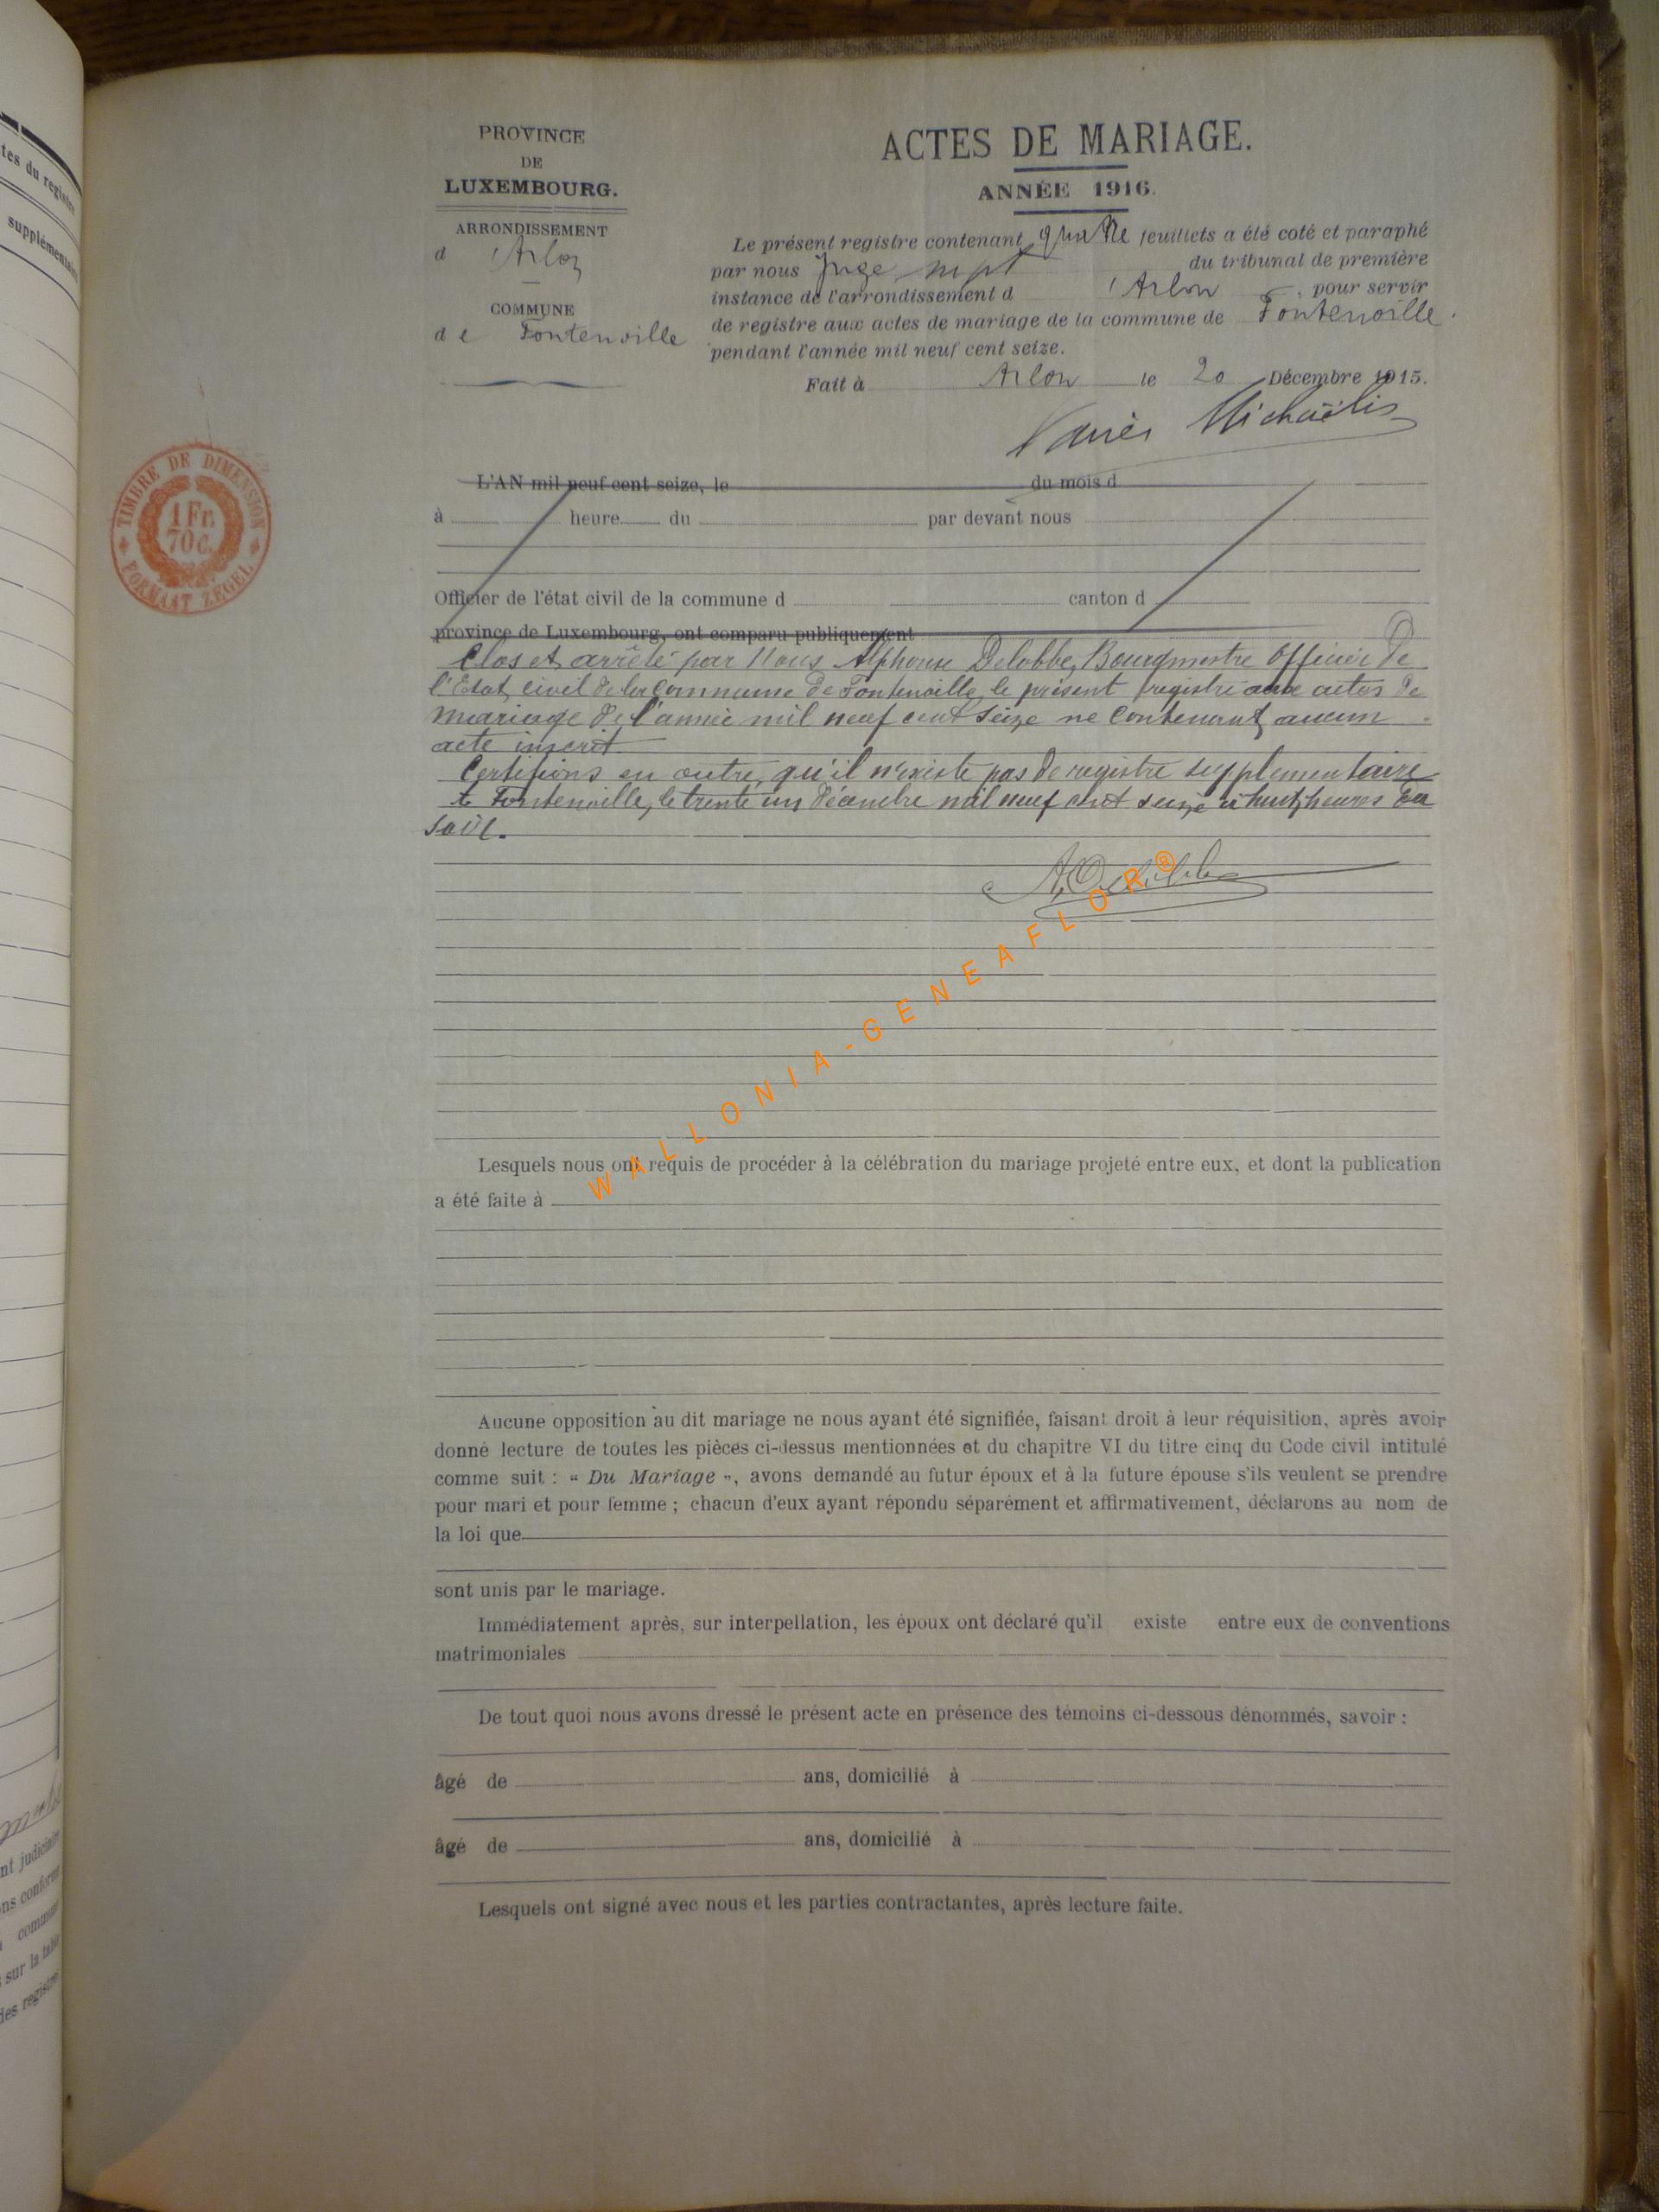 tes du registre
supplémentaire
PROVINCE
DE
LUXEMBOURG.
ARRONDISSEMENT
d 'Arlon
COMMUNE
de Fontenoille
ACTES DE MARIAGE.
ANNÉE 1916.
Le présent registre contenant quatre feuillets a été coté et paraphé
par nous Juge suppt du tribunal de première
instance de l'arrondissement d 'Arlon, pour servir
de registre aux actes de mariage de la commune de Fontenoille.
pendant l'année mil neuf cent seize.
Fait à Arlon le 20 Décembre 1915.
Xavier Michaëlis
TIMBRE DE DIMENSION
1 Fr.
70 c.
FORMAAT ZEGEL
L'AN mil neuf cent seize, le du mois d
à heure du par devant nous
Officier de l'état civil de la commune d canton d
province de Luxembourg, ont comparu publiquement
Clos et arrêté par Nous Alphonse Delobbe, Bourgmestre Officier de
l'Etat civil de la Commune de Fontenoille, le présent registre aux actes de
mariage de l'année mil neuf cent seize ne contenant aucun
acte inscrit.
Certifions en outre, qu'il n'existe pas de registre supplementaire
Fontenoille, le trente un décembre mil neuf cent seize à huit heures du
soir.
A. Delobbe
WALLONIA-GENEAFLOR®
Lesquels nous ont requis de procéder à la célébration du mariage projeté entre eux, et dont la publication
a été faite à
Aucune opposition au dit mariage ne nous ayant été signifiée, faisant droit à leur réquisition, après avoir
donné lecture de toutes les pièces ci-dessus mentionnées et du chapitre VI du titre cinq du Code civil intitulé
comme suit : « Du Mariage », avons demandé au futur époux et à la future épouse s'ils veulent se prendre
pour mari et pour femme ; chacun d'eux ayant répondu séparément et affirmativement, déclarons au nom de
la loi que
sont unis par le mariage.
Immédiatement après, sur interpellation, les époux ont déclaré qu'il existe entre eux de conventions
matrimoniales
De tout quoi nous avons dressé le présent acte en présence des témoins ci-dessous dénommés, savoir :
âgé de ans, domicilié à
âgé de ans, domicilié à
Lesquels ont signé avec nous et les parties contractantes, après lecture faite.
nt judiciaire
ns conforme
commune
sur la table
des registres